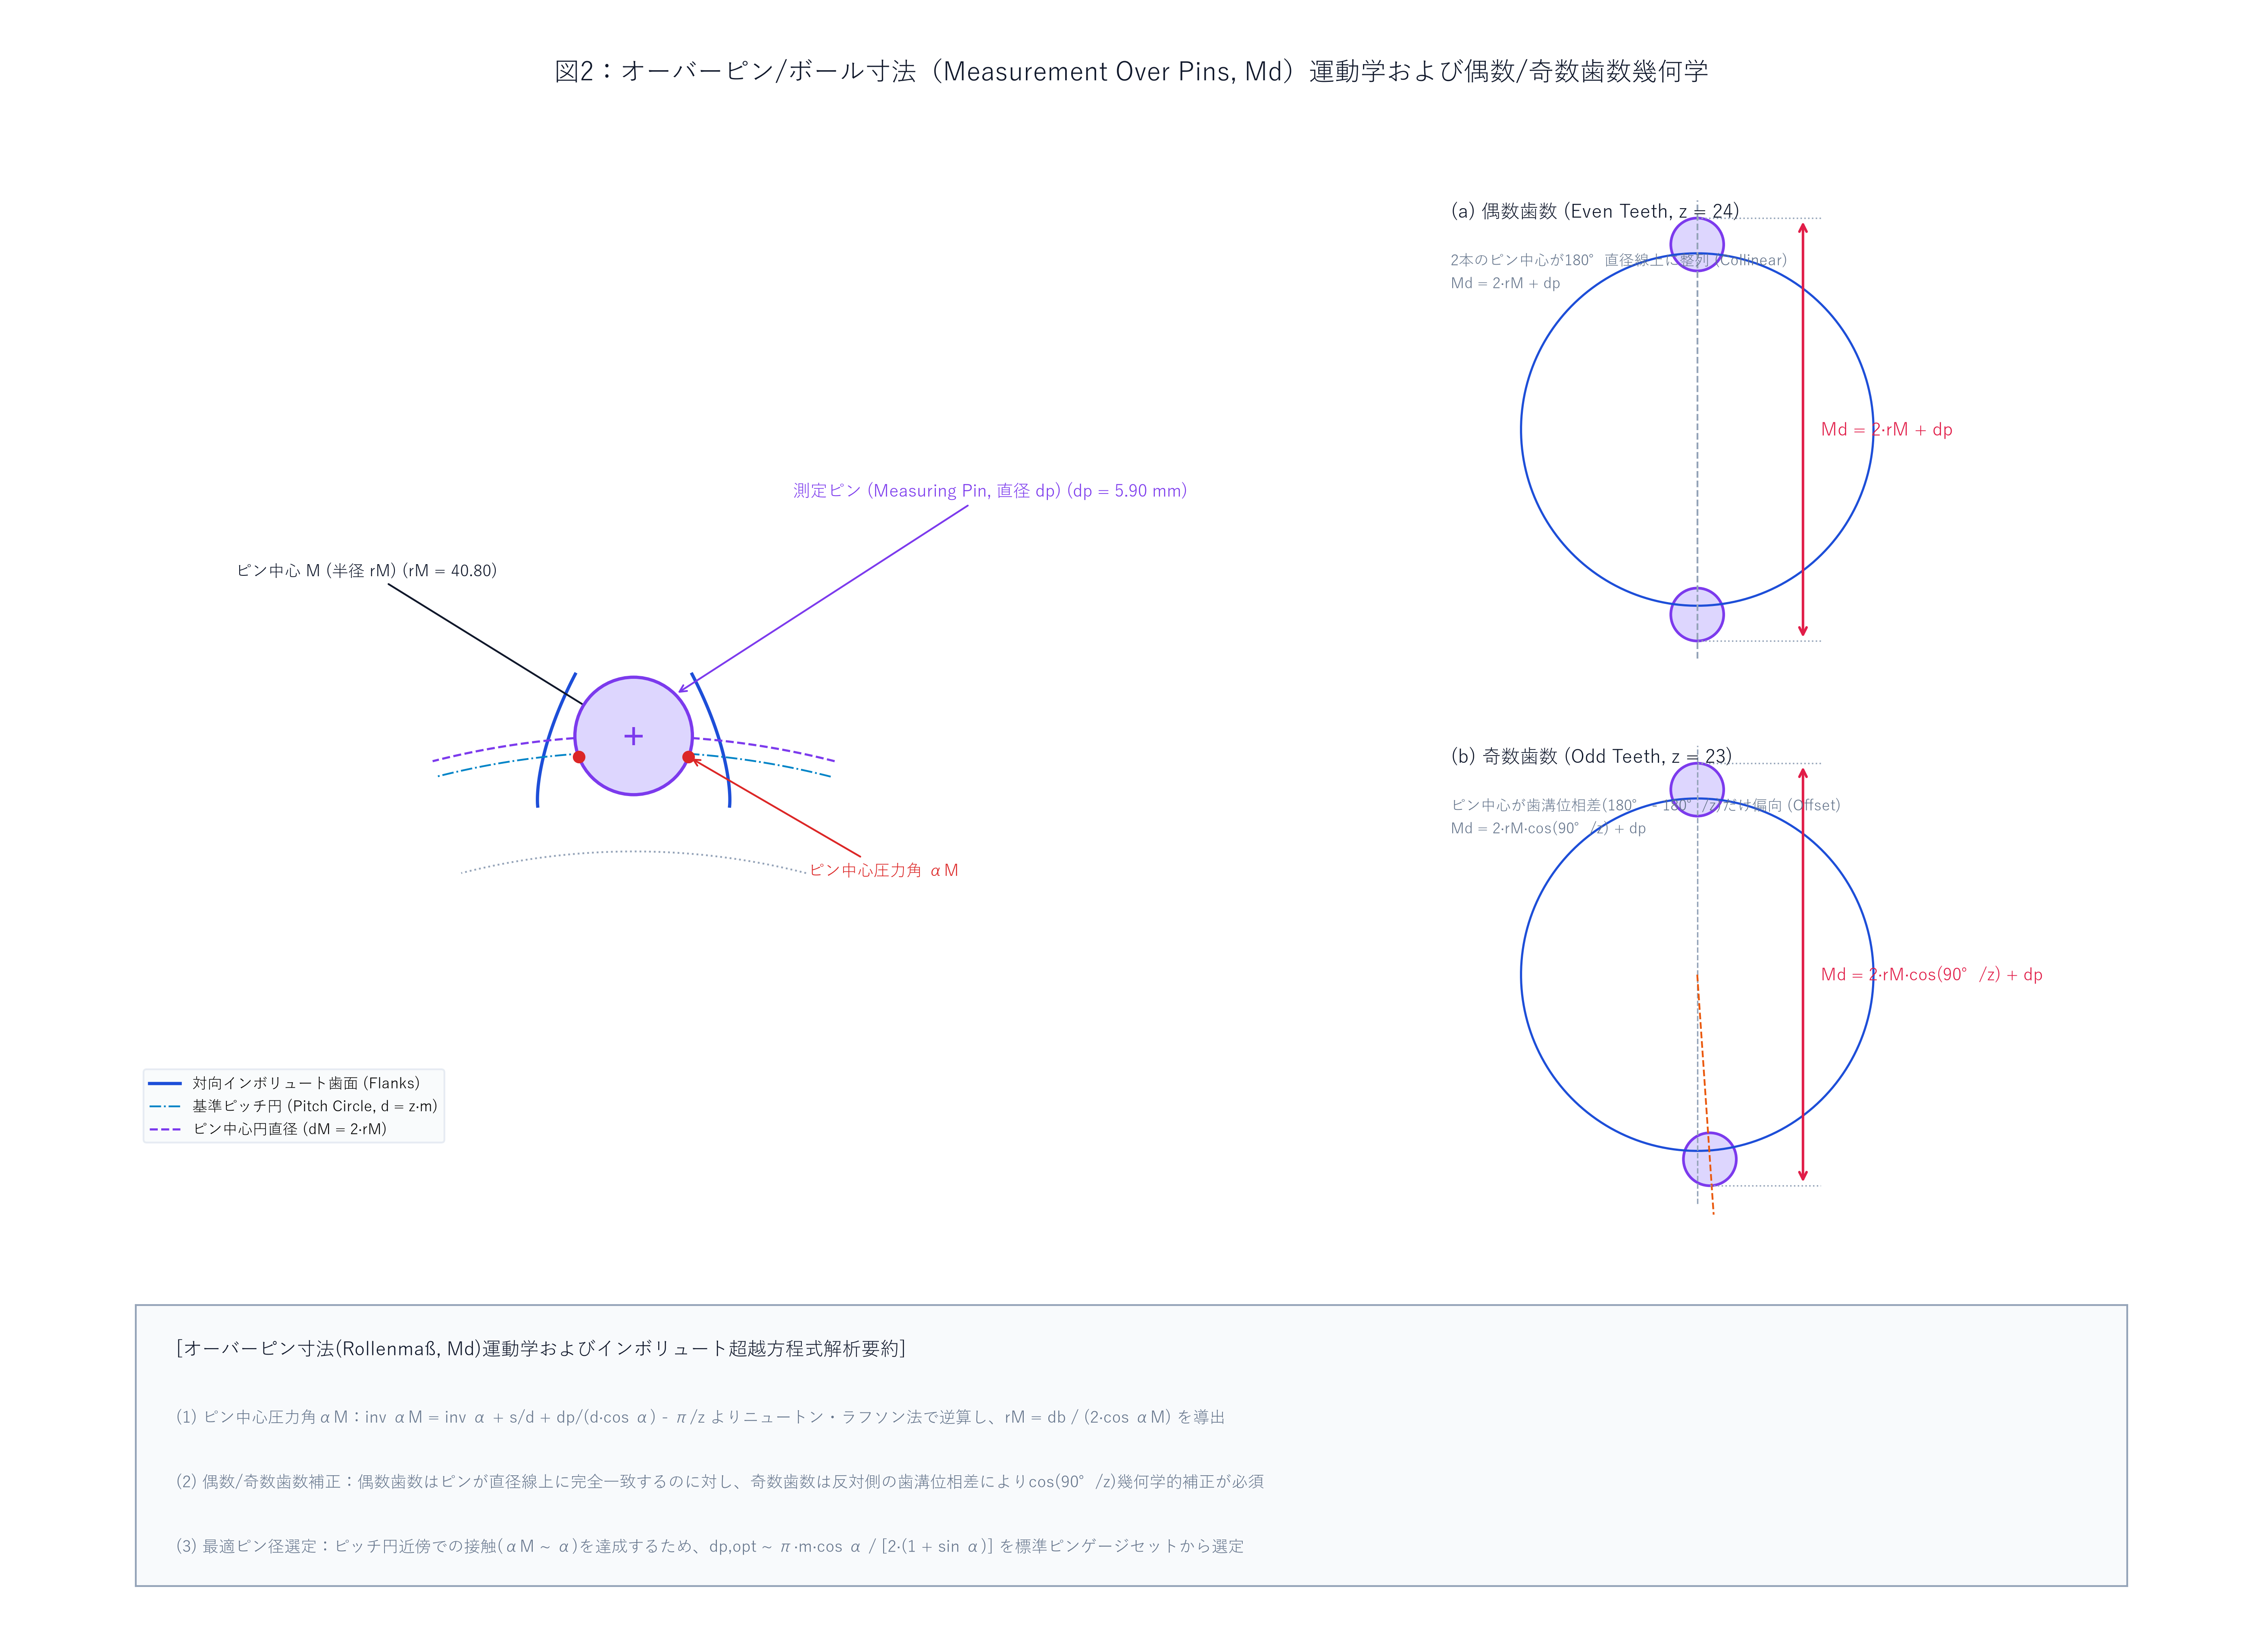 図2：オーバーピン/ボール寸法（Measurement Over Pins, Md）運動学および偶数/奇数歯数幾何学
(a) 偶数歯数 (Even Teeth, z = 24)
2本のピン中心が180° 直径線上に整列 (Collinear)
Md = 2·rM + dp
Md = 2·rM + dp
測定ピン (Measuring Pin, 直径 dp) (dp = 5.90 mm)
ピン中心 M (半径 rM) (rM = 40.80)
ピン中心圧力角 αM
(b) 奇数歯数 (Odd Teeth, z = 23)
ピン中心が歯溝位相差(180° - 180° /z)だけ偏向 (Offset)
Md = 2·rM·cos(90° /z) + dp
Md = 2·rM·cos(90° /z) + dp
対向インボリュート歯面 (Flanks)
基準ピッチ円 (Pitch Circle, d = z·m)
ピン中心円直径 (dM = 2·rM)
[オーバーピン寸法(Rollenmaß, Md)運動学およびインボリュート超越方程式解析要約]
(1) ピン中心圧力角αM：inv αM = inv α + s/d + dp/(d·cos α) - π/z よりニュートン・ラフソン法で逆算し、rM = db / (2·cos αM) を導出
(2) 偶数/奇数歯数補正：偶数歯数はピンが直径線上に完全一致するのに対し、奇数歯数は反対側の歯溝位相差によりcos(90° /z)幾何学的補正が必須
(3) 最適ピン径選定：ピッチ円近傍での接触(αM ~ α)を達成するため、dp,opt ~ π·m·cos α / [2·(1 + sin α)] を標準ピンゲージセットから選定